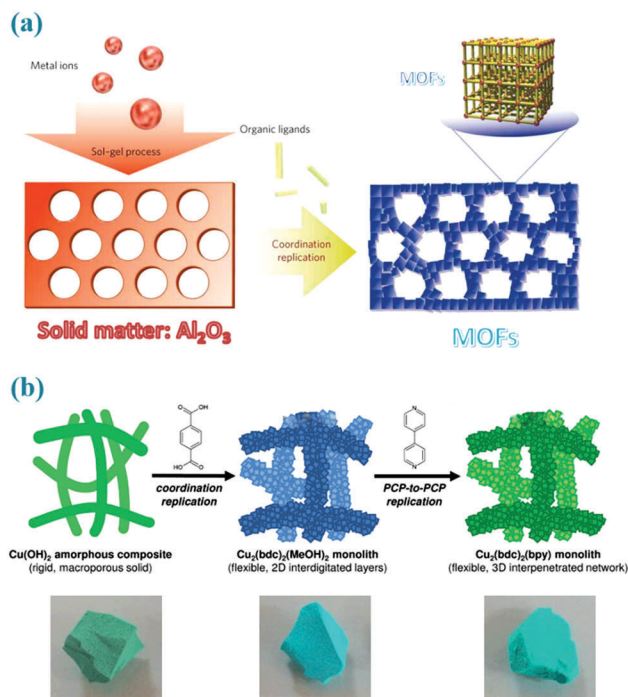 (a)
Metal ions
Sol-gel process
Organic ligands
MOFs
Coordination
replication
Solid matter: Al2O3
MOFs
(b)
OH
O
HO
O
coordination
replication
N
N
PCP-to-PCP
replication
Cu(OH)2 amorphous composite
(rigid, macroporous solid)
Cu2(bdc)2(MeOH)2 monolith
(flexible, 2D interdigitated layers)
Cu2(bdc)2(bpy) monolith
(flexible, 3D interpenetrated network)